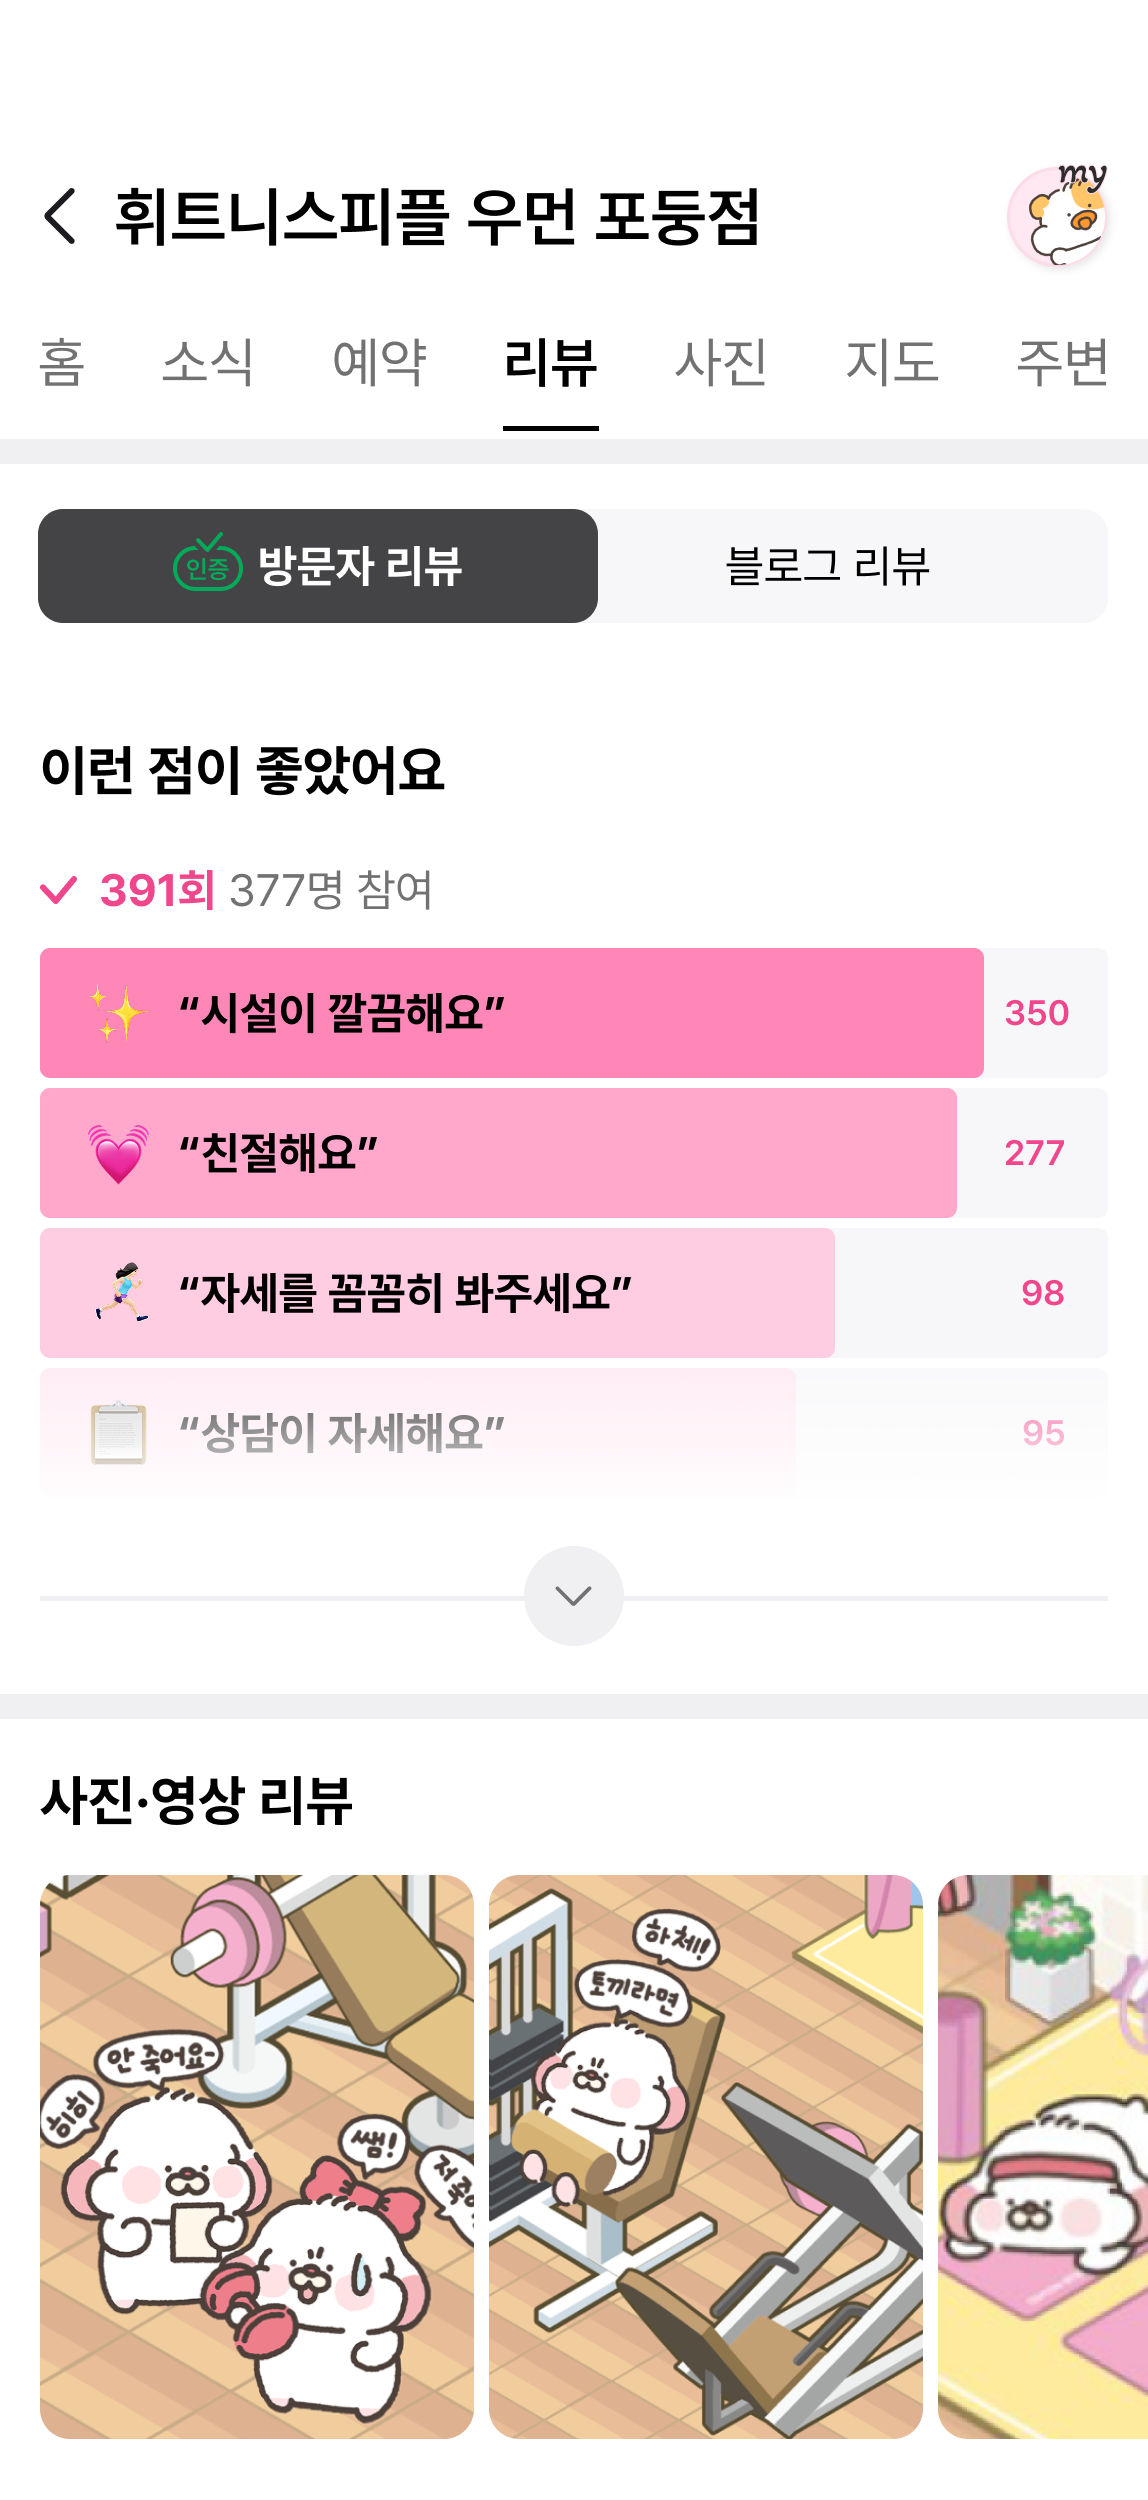 휘트니스피플 우먼 포둥점
my
홈 소식 예약 리뷰 사진 지도 주변
인증 방문자 리뷰 블로그 리뷰
이런 점이 좋았어요
391회 377명 참여
“시설이 깔끔해요” 350
“친절해요” 277
“자세를 꼼꼼히 봐주세요” 98
“상담이 자세해요” 95
사진·영상 리뷰
하체!
토끼라면
안 죽어요~
히히
쌤!